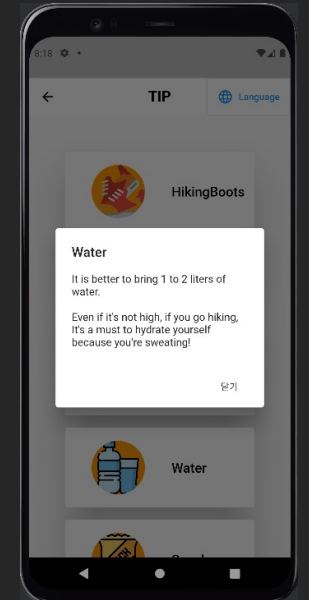 8:18
TIP
Language
HikingBoots
Water
It is better to bring 1 to 2 liters of
water.
Even if it's not high, if you go hiking,
It's a must to hydrate yourself
because you're sweating!
닫기
Water